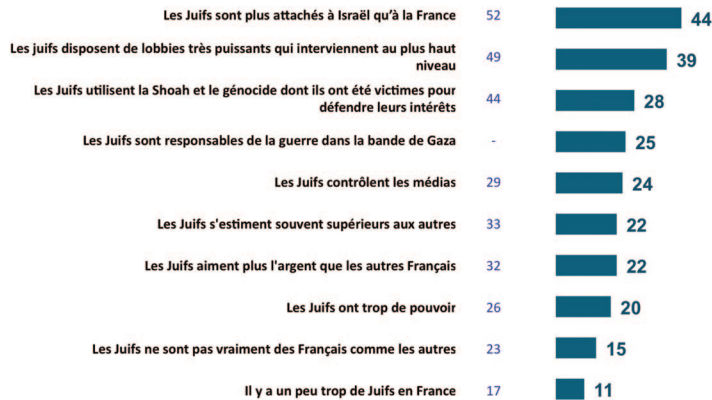 Les Juifs sont plus attachés à Israël qu'à la France 52 44
Les juifs disposent de lobbies très puissants qui interviennent au plus haut
niveau 49 39
Les Juifs utilisent la Shoah et le génocide dont ils ont été victimes pour
défendre leurs intérêts 44 28
Les Juifs sont responsables de la guerre dans la bande de Gaza - 25
Les Juifs contrôlent les médias 29 24
Les Juifs s'estiment souvent supérieurs aux autres 33 22
Les Juifs aiment plus l'argent que les autres Français 32 22
Les Juifs ont trop de pouvoir 26 20
Les Juifs ne sont pas vraiment des Français comme les autres 23 15
Il y a un peu trop de Juifs en France 17 11